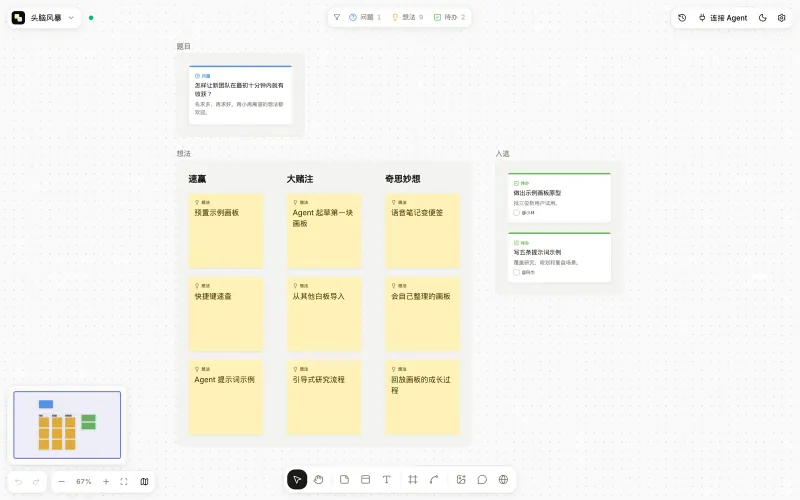 头脑风暴
问题 1
想法 9
待办 2
连接 Agent
题目
问题
怎样让新团队在最初十分钟内就有
收获？
先求多，再求好。再小再离谱的想法都
欢迎。
想法
速赢
大赌注
奇思妙想
想法
预置示例画板
想法
Agent 起草第一块
画板
想法
语音笔记变便签
想法
快捷键速查
想法
从其他白板导入
想法
会自己整理的画板
想法
Agent 提示词示例
想法
引导式研究流程
想法
回放画板的成长过
程
入选
待办
做出示例画板原型
找三位新用户试用。
@小林
待办
写五条提示词示例
覆盖研究、规划和复盘场景。
67%